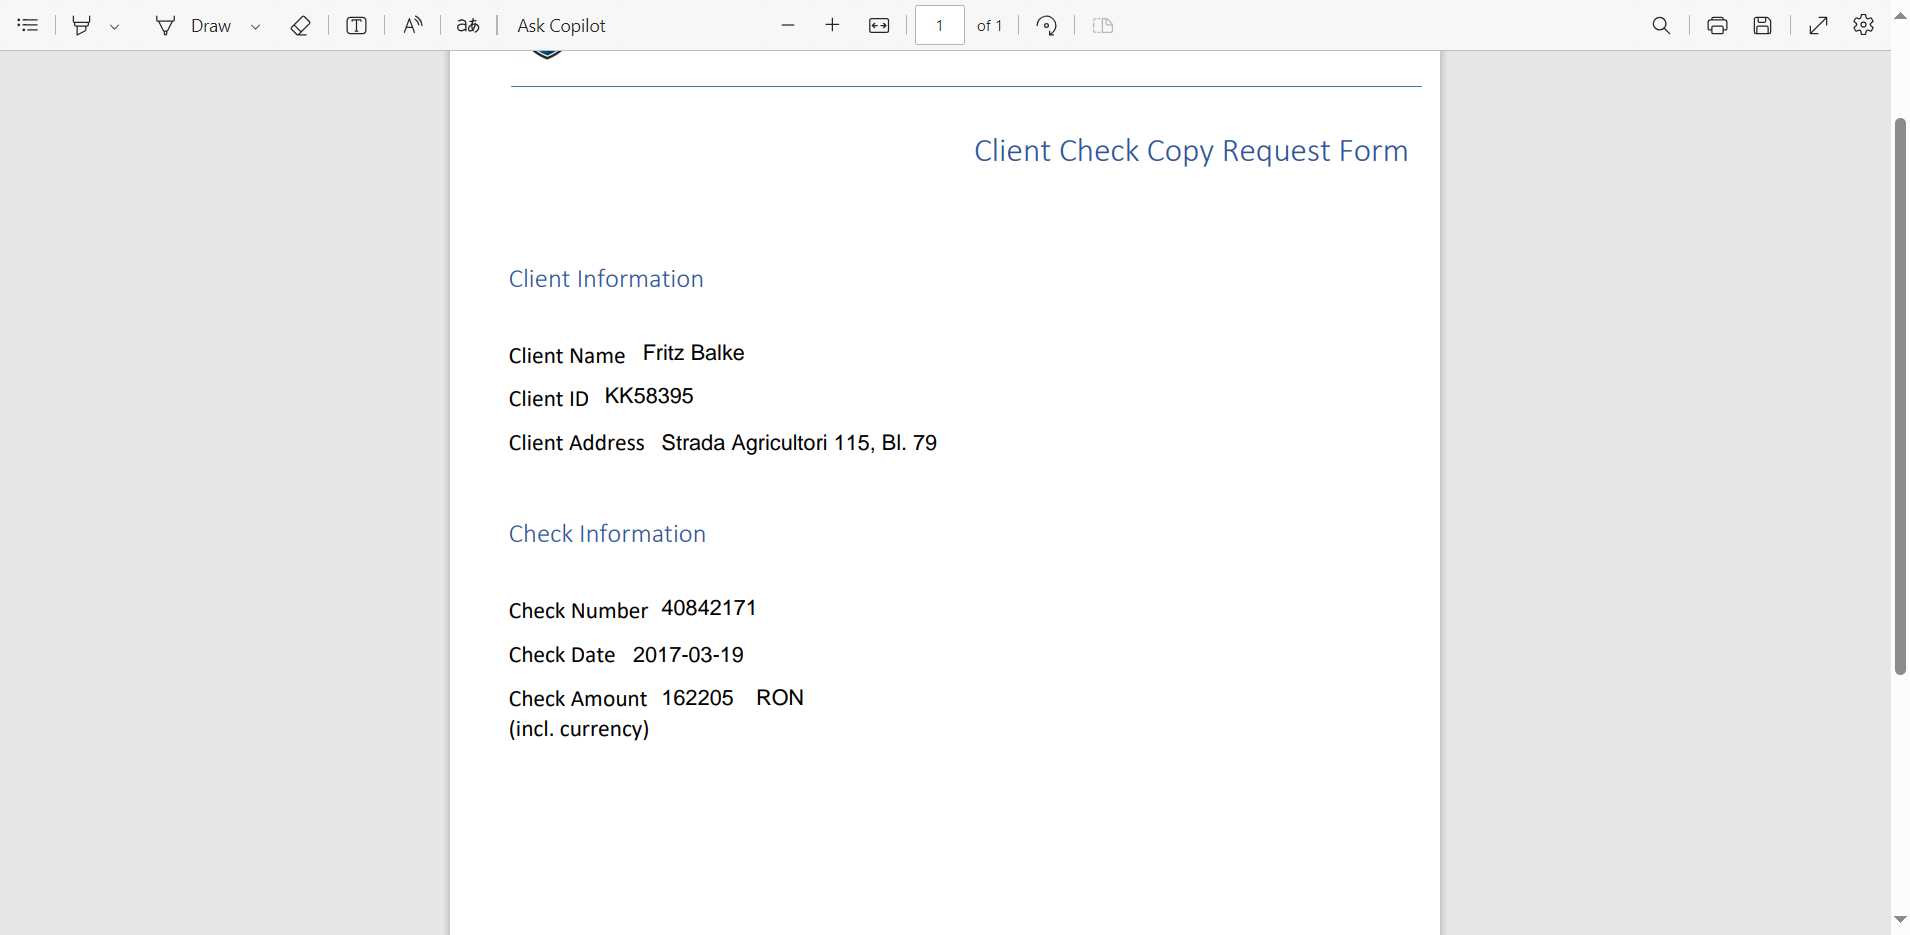 Draw aあ Ask Copilot 1 of 1
Client Check Copy Request Form
Client Information
Client Name Fritz Balke
Client ID KK58395
Client Address Strada Agricultori 115, Bl. 79
Check Information
Check Number 40842171
Check Date 2017-03-19
Check Amount 162205 RON
(incl. currency)